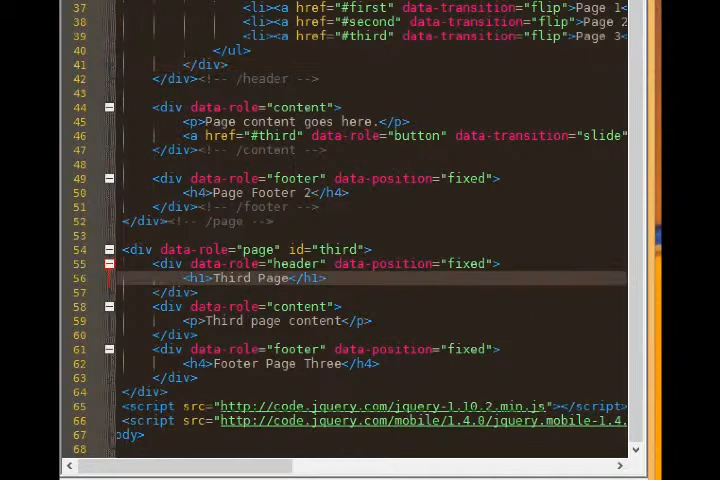 37 <li><a href="#first" data-transition="flip">Page 1<
38 <li><a href="#second" data-transition="flip">Page 2
39 <li><a href="#third" data-transition="flip">Page 3<
40 </ul>
41 </div>
42 </div><!-- /header -->
43
44 <div data-role="content">
45 <p>Page content goes here.</p>
46 <a href="#third" data-role="button" data-transition="slide"
47 </div><!-- /content -->
48
49 <div data-role="footer" data-position="fixed">
50 <h4>Page Footer 2</h4>
51 </div><!-- /footer -->
52 </div><!-- /page -->
53
54 <div data-role="page" id="third">
55 <div data-role="header" data-position="fixed">
56 <h1>Third Page</h1>
57 </div>
58 <div data-role="content">
59 <p>Third page content</p>
60 </div>
61 <div data-role="footer" data-position="fixed">
62 <h4>Footer Page Three</h4>
63 </div>
64 </div>
65 <script src="http://code.jquery.com/jquery-1.10.2.min.js"></script>
66 <script src="http://code.jquery.com/mobile/1.4.0/jquery.mobile-1.4.
67 body>
68